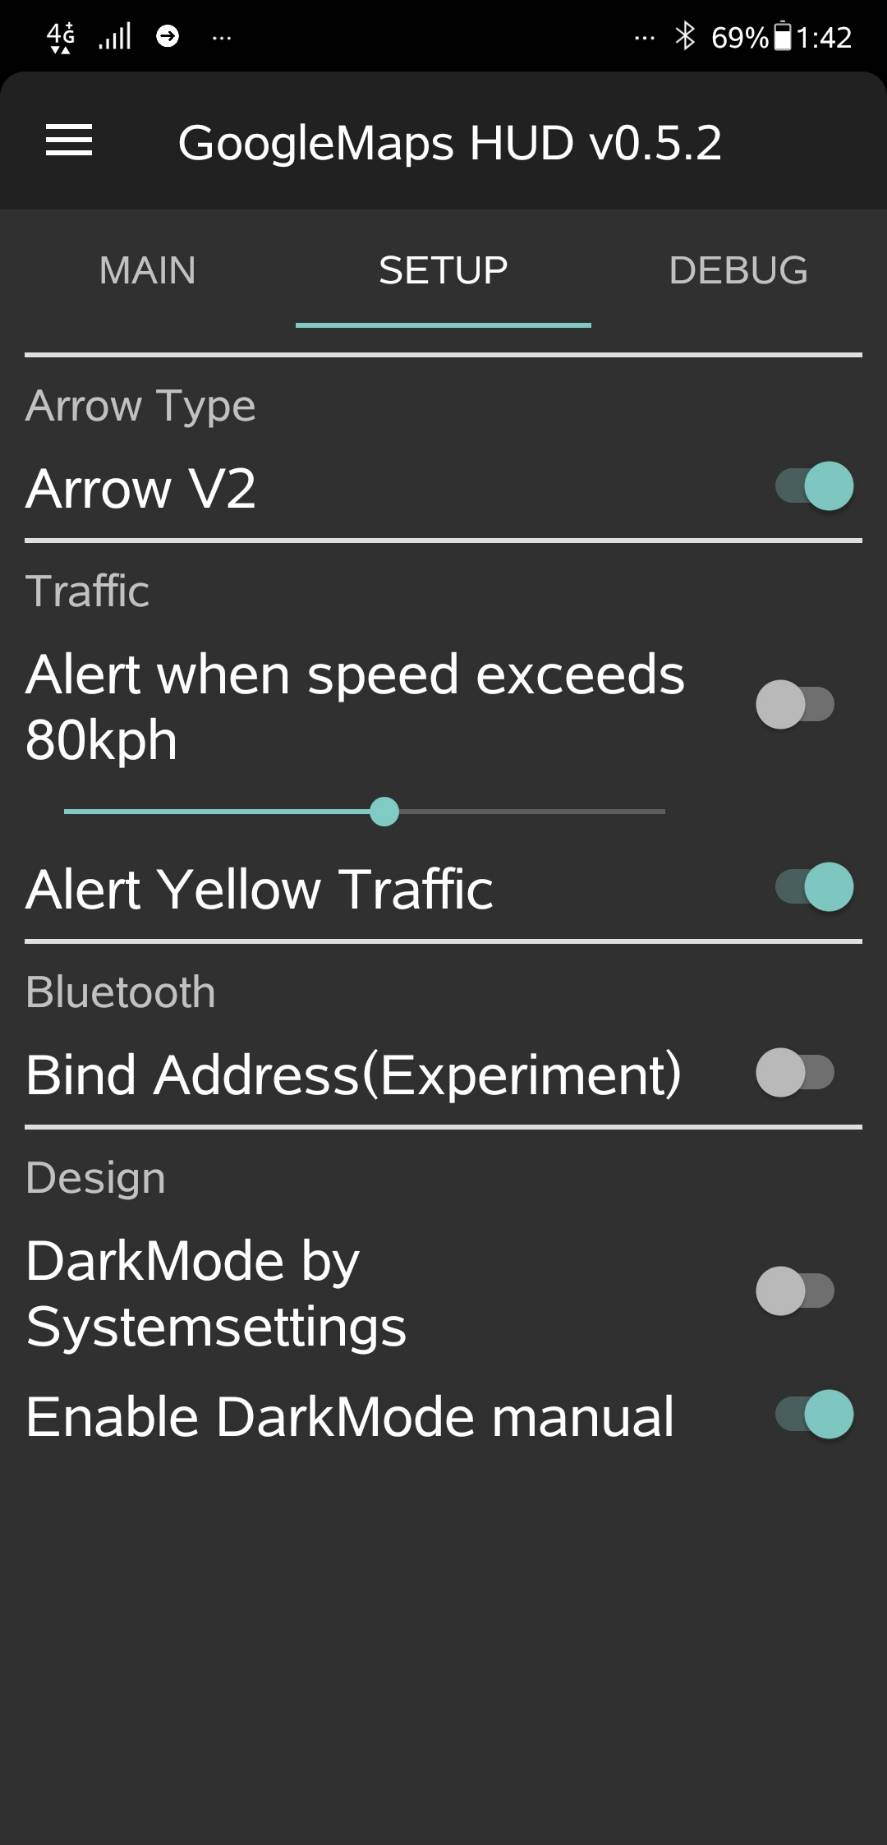 4G+ ... ... 69% 1:42
GoogleMaps HUD v0.5.2
MAIN SETUP DEBUG
Arrow Type
Arrow V2
Traffic
Alert when speed exceeds
80kph
Alert Yellow Traffic
Bluetooth
Bind Address(Experiment)
Design
DarkMode by
Systemsettings
Enable DarkMode manual